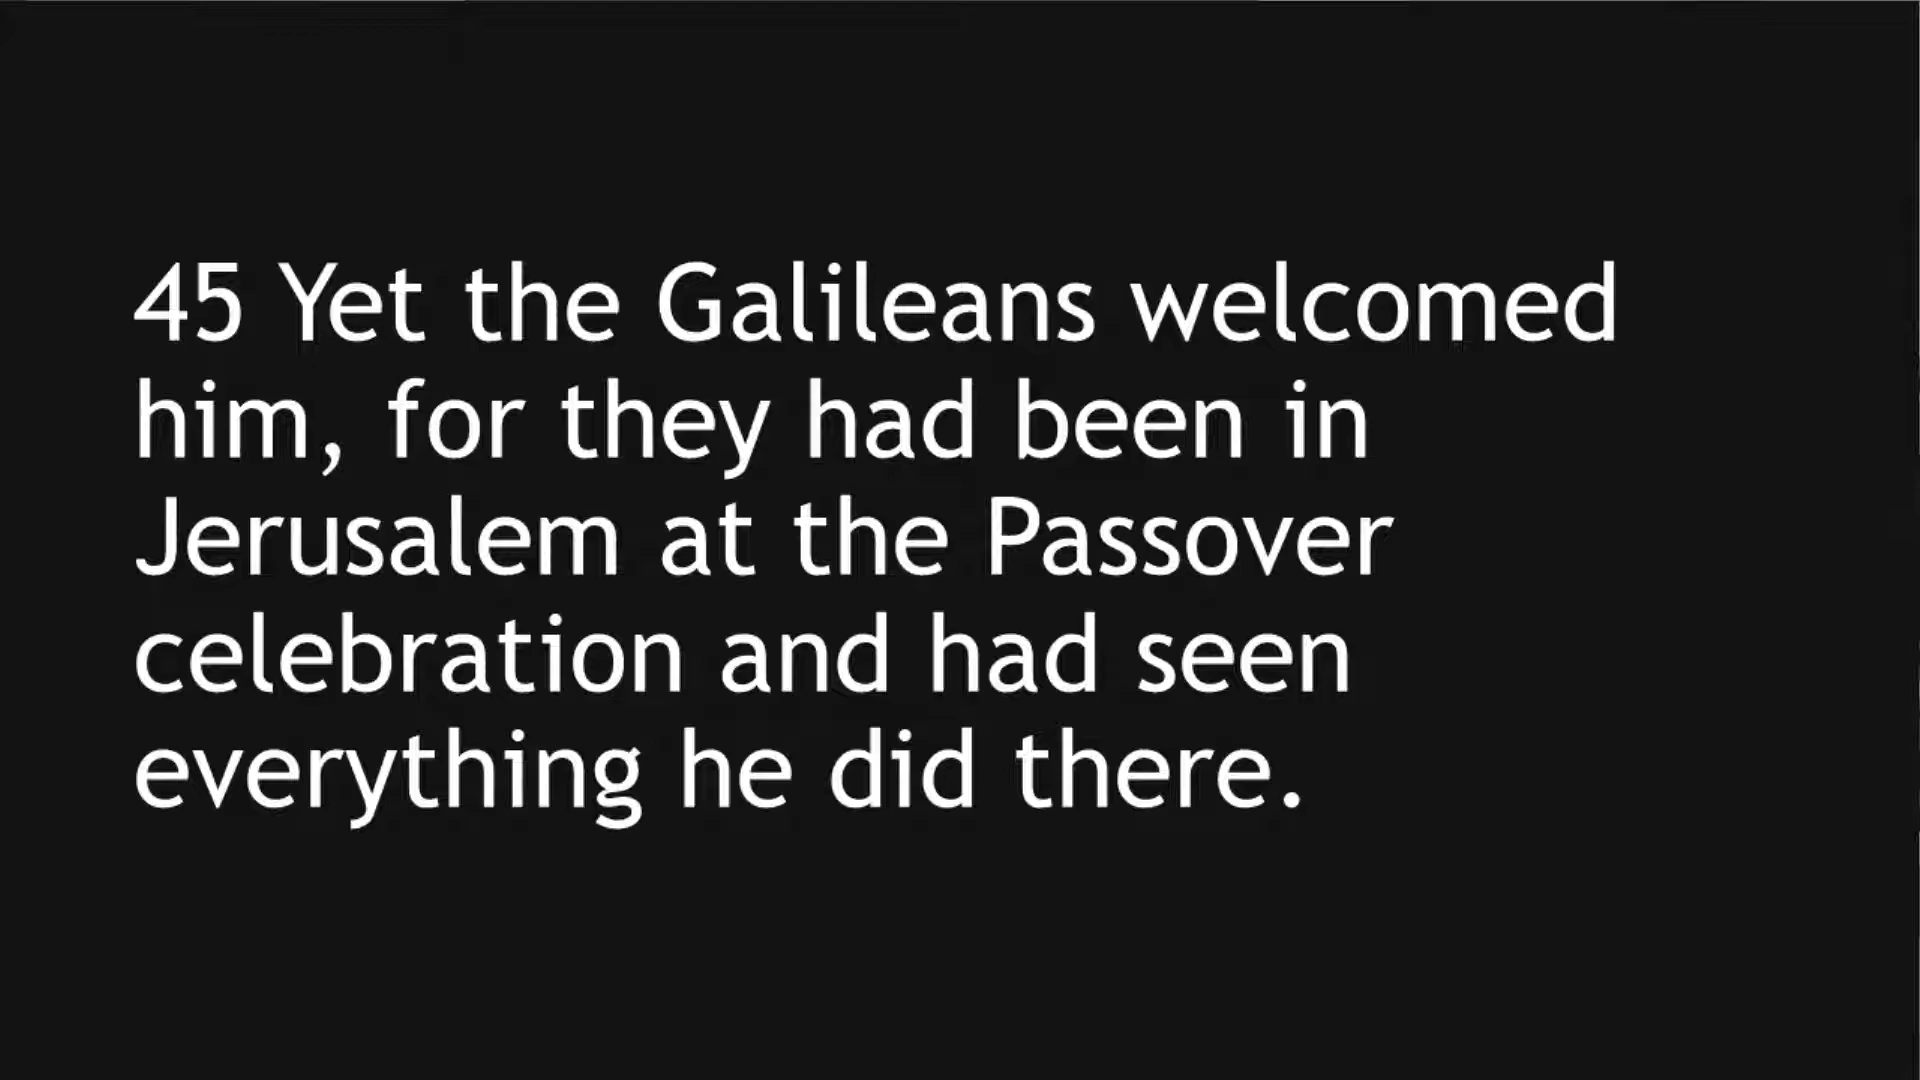 45 Yet the Galileans welcomed
him, for they had been in
Jerusalem at the Passover
celebration and had seen
everything he did there.